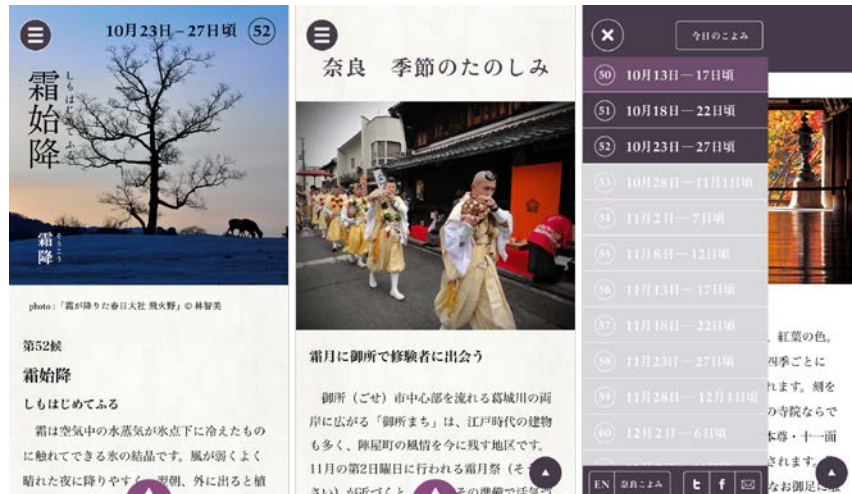 10月23日－27日頃 52
霜始降
しもはじめてふる
霜降
そうこう
photo：「霜が降りた春日大社 飛火野」© 林智美
第52候
霜始降
しもはじめてふる
霜は空気中の水蒸気が氷点下に冷えたもの
に触れてできる氷の結晶です。風が弱くよく
晴れた夜に降りやすく、翌朝、外に出ると植
奈良 季節のたのしみ
霜月に御所で修験者に出会う
御所（ごせ）市中心部を流れる葛城川の両
岸に広がる「御所まち」は、江戸時代の建物
も多く、陣屋町の風情を今に残す地区です。
11月の第2日曜日に行われる霜月祭（そ
さい）が近づくと その準備で活気づ
今日のこよみ
50 10月13日―17日頃
51 10月18日―22日頃
52 10月23日―27日頃
53 10月28日―11月1日頃
54 11月2日―7日頃
55 11月8日―12日頃
56 11月13日―17日頃
57 11月18日―22日頃
58 11月23日―27日頃
59 11月28日―12月1日頃
60 12月2日―6日頃
、紅葉の色。
四季ごとに
れます。刻を
の寺院ならで
本尊・十一面
されます。
なお御足に
EN 奈良こよみ t f